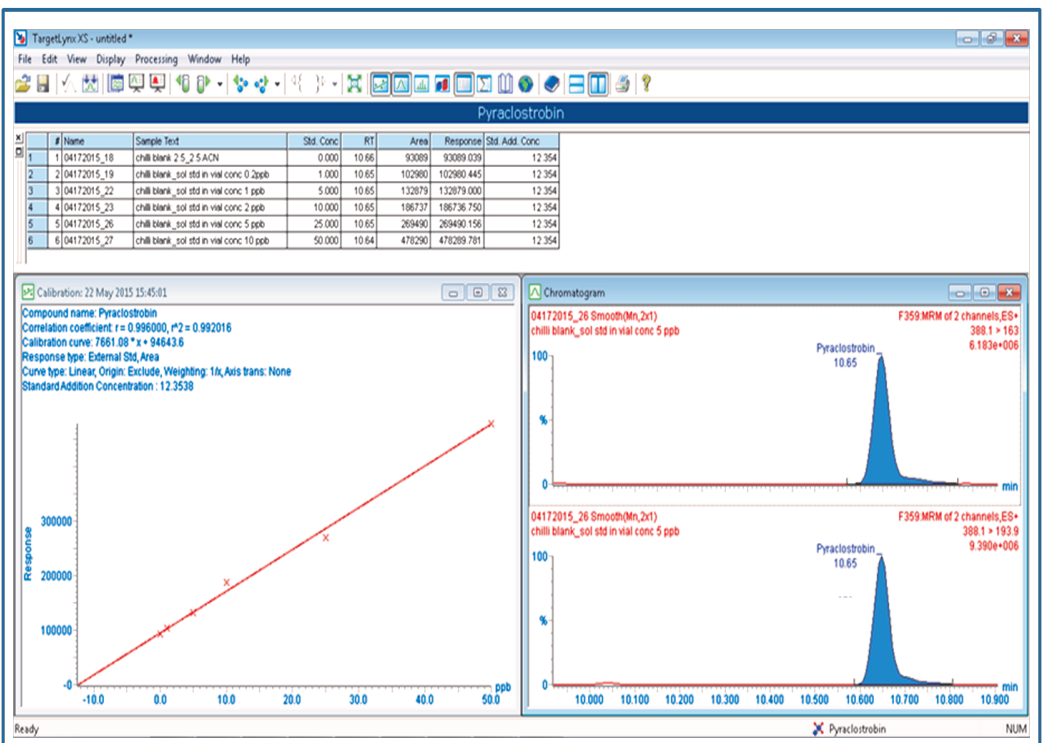 TargetLynx XS - untitled *
File Edit View Display Processing Window Help
Pyraclostrobin
# Name Sample Text Std. Conc RT Area Response Std. Add. Conc
1 1 04172015_18 chilli blank 2.5_2.5 ACN 0.000 10.66 93089 93089.039 12.354
2 2 04172015_19 chilli blank_sol std in vial conc 0.2ppb 1.000 10.65 102980 102980.445 12.354
3 3 04172015_22 chilli blank_sol std in vial conc 1 ppb 5.000 10.65 132879 132879.000 12.354
4 4 04172015_23 chilli blank_sol std in vial conc 2 ppb 10.000 10.65 186737 186736.750 12.354
5 5 04172015_26 chilli blank_sol std in vial conc 5 ppb 25.000 10.65 269490 269490.156 12.354
6 6 04172015_27 chilli blank_sol std in vial conc 10 ppb 50.000 10.64 478290 478289.781 12.354
Calibration: 22 May 2015 15:45:01
Compound name: Pyraclostrobin
Correlation coefficient: r = 0.996000, r^2 = 0.992016
Calibration curve: 7661.08 * x + 94643.6
Response type: External Std, Area
Curve type: Linear, Origin: Exclude, Weighting: 1/x, Axis trans: None
Standard Addition Concentration : 12.3538
300000
200000
100000
-0
Response
-10.0 0.0 10.0 20.0 30.0 40.0 50.0
ppb
Chromatogram
04172015_26 Smooth(Mn,2x1)
chilli blank_sol std in vial conc 5 ppb
F359:MRM of 2 channels,ES+
388.1 > 163
6.183e+006
Pyraclostrobin
10.65
100
%
0
min
04172015_26 Smooth(Mn,2x1)
chilli blank_sol std in vial conc 5 ppb
F359:MRM of 2 channels,ES+
388.1 > 193.9
9.390e+006
Pyraclostrobin
10.65
100
%
0
min
10.000 10.100 10.200 10.300 10.400 10.500 10.600 10.700 10.800 10.900
Ready
Pyraclostrobin
NUM